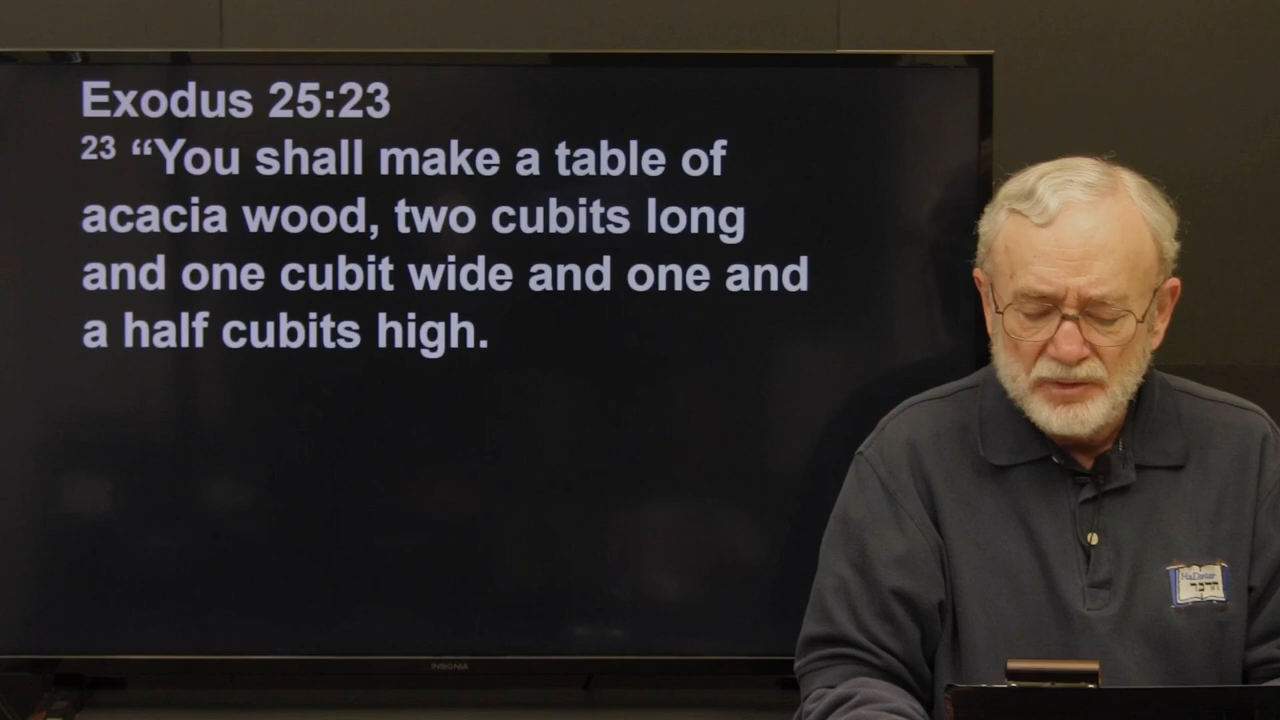 Exodus 25:23
23 “You shall make a table of
acacia wood, two cubits long
and one cubit wide and one and
a half cubits high.
INSIGNIA
HaDavar
הדבר